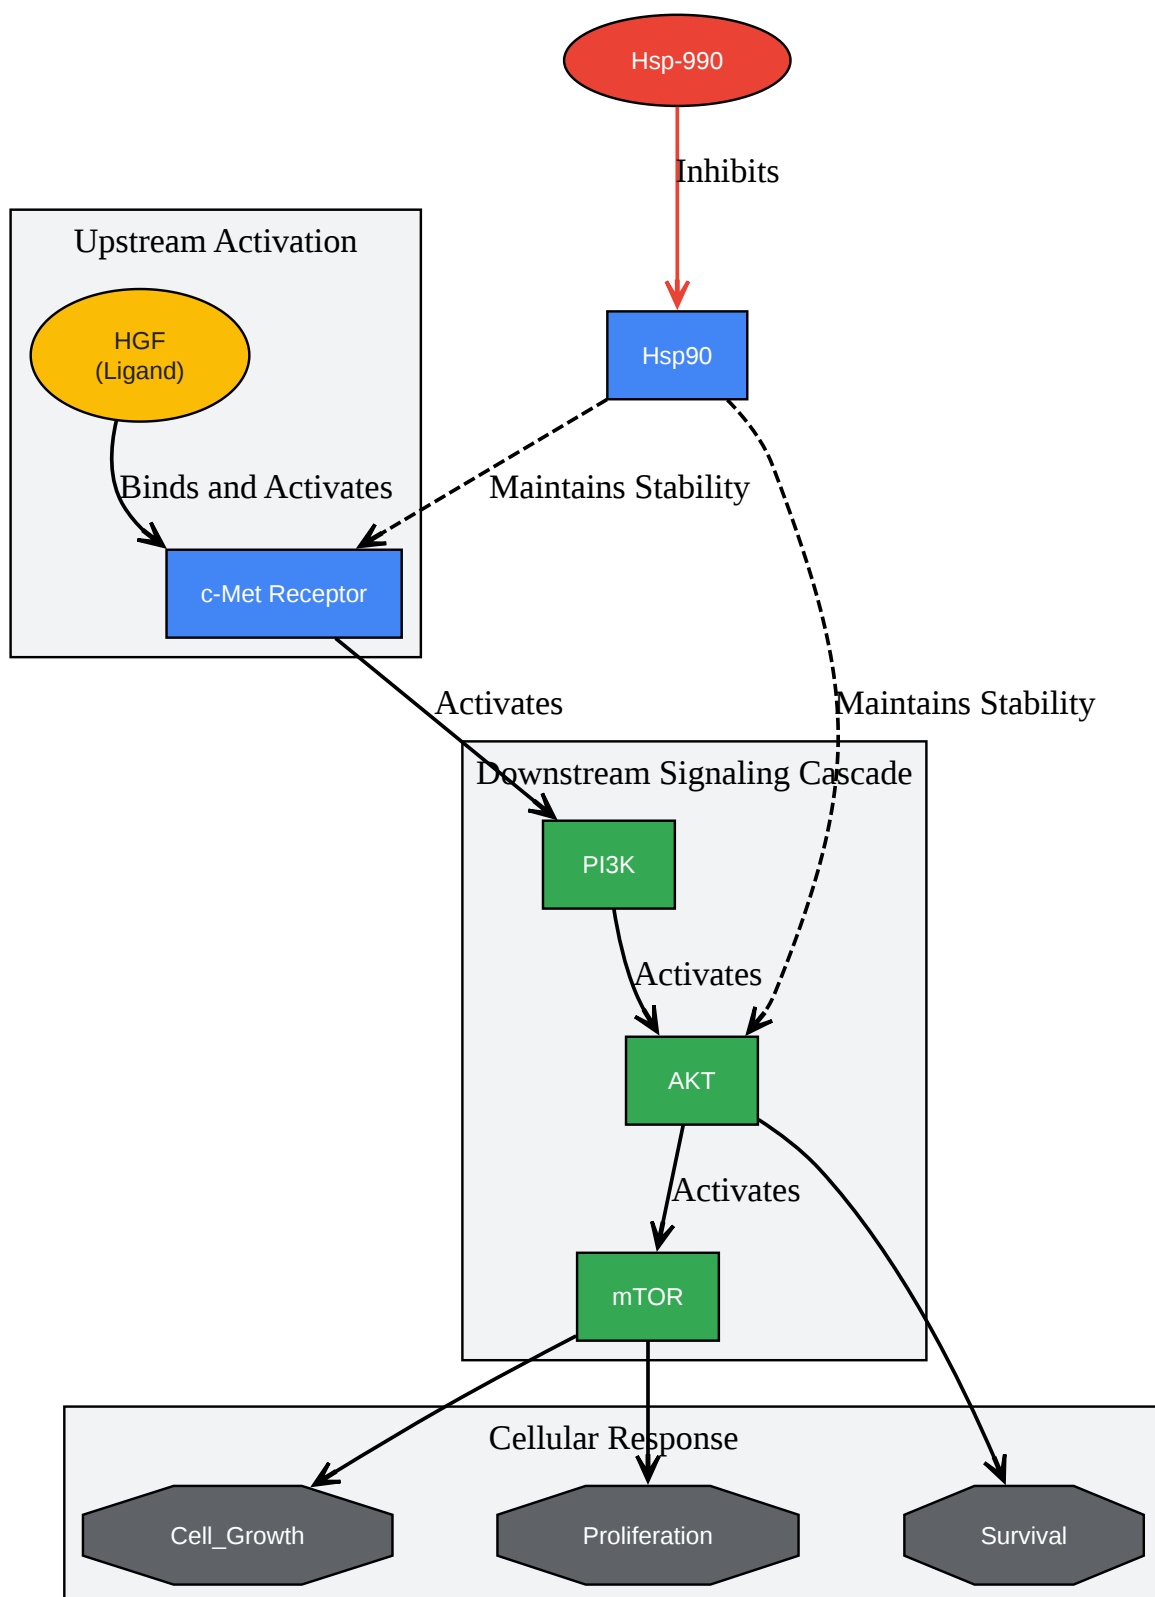 Hsp-990
Inhibits
Upstream Activation
HGF
(Ligand)
Hsp90
Binds and Activates
Maintains Stability
c-Met Receptor
Activates
Maintains Stability
Downstream Signaling Cascade
PI3K
Activates
AKT
Activates
mTOR
Cellular Response
Cell_Growth
Proliferation
Survival